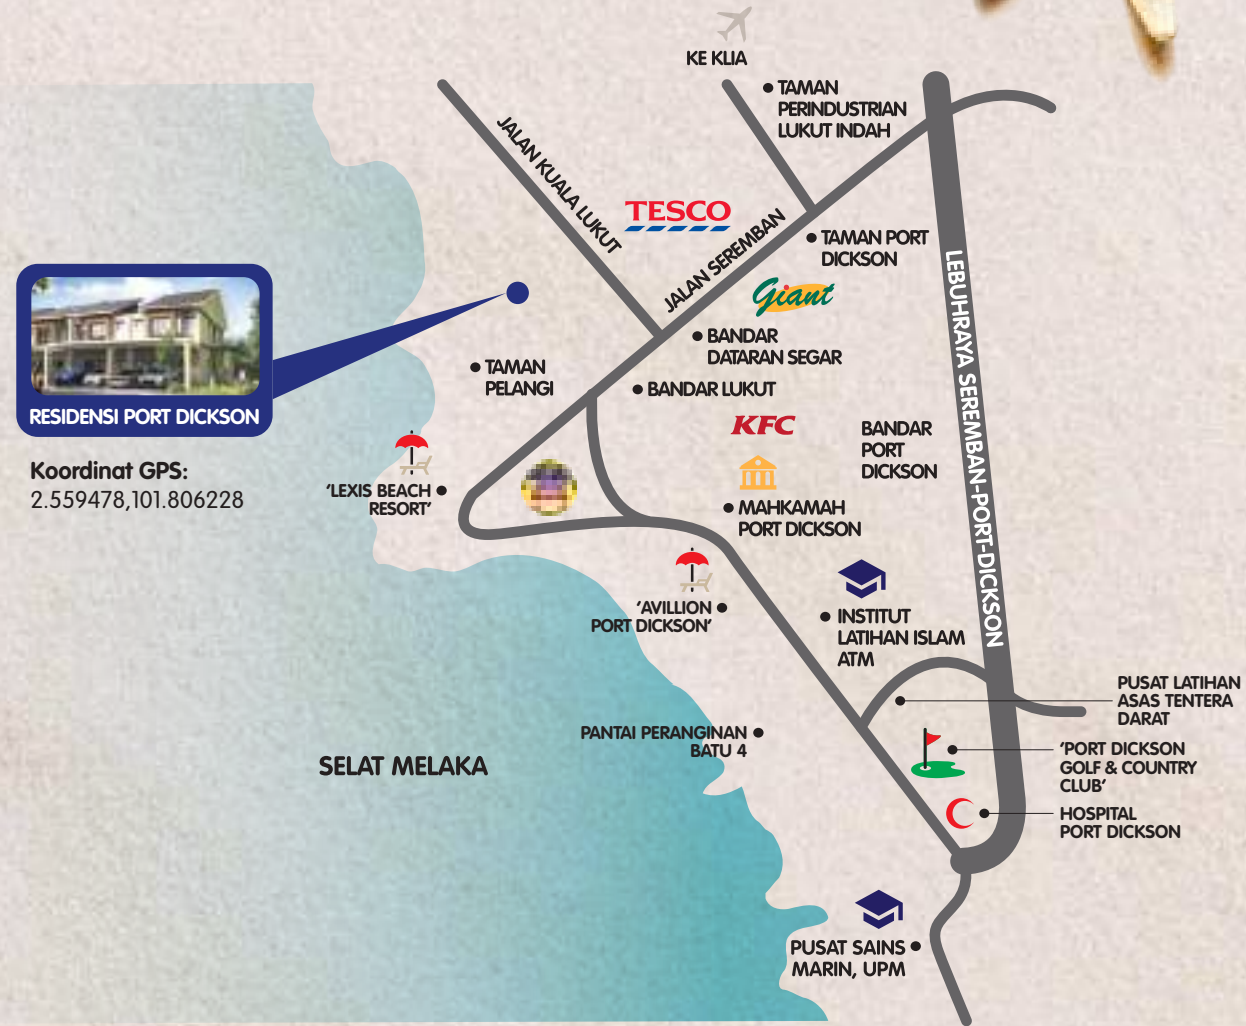 KE KLIA
TAMAN
PERINDUSTRIAN
LUKUT INDAH
JALAN KUALA LUKUT
TESCO
JALAN SEREMBAN
TAMAN PORT
DICKSON
Giant
LEBUHRAYA SEREMBAN-PORT-DICKSON
BANDAR
DATARAN SEGAR
TAMAN
PELANGI
BANDAR LUKUT
RESIDENSI PORT DICKSON
Koordinat GPS:
2.559478,101.806228
KFC
BANDAR
PORT
DICKSON
'LEXIS BEACH
RESORT'
MAHKAMAH
PORT DICKSON
'AVILLION
PORT DICKSON'
INSTITUT
LATIHAN ISLAM
ATM
PUSAT LATIHAN
ASAS TENTERA
DARAT
PANTAI PERANGINAN
BATU 4
'PORT DICKSON
GOLF & COUNTRY
CLUB'
SELAT MELAKA
HOSPITAL
PORT DICKSON
PUSAT SAINS
MARIN, UPM